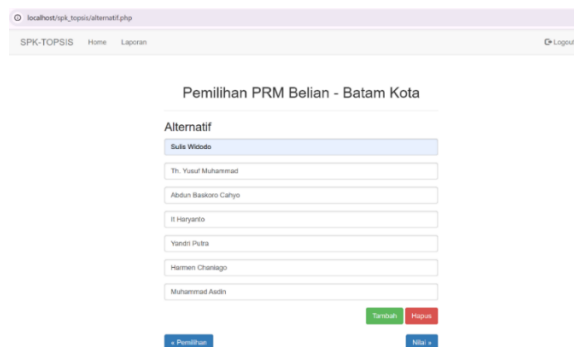 localhost/spk_topsis/alternatif.php
SPK-TOPSIS Home Laporan Logout
Pemilihan PRM Belian - Batam Kota
Alternatif
Sulis Widodo
Th. Yusuf Muhammad
Abdun Baskoro Cahyo
It Haryanto
Yandri Putra
Harmen Chaniago
Muhammad Asdin
Tambah Hapus
« Pemilihan Nilai »